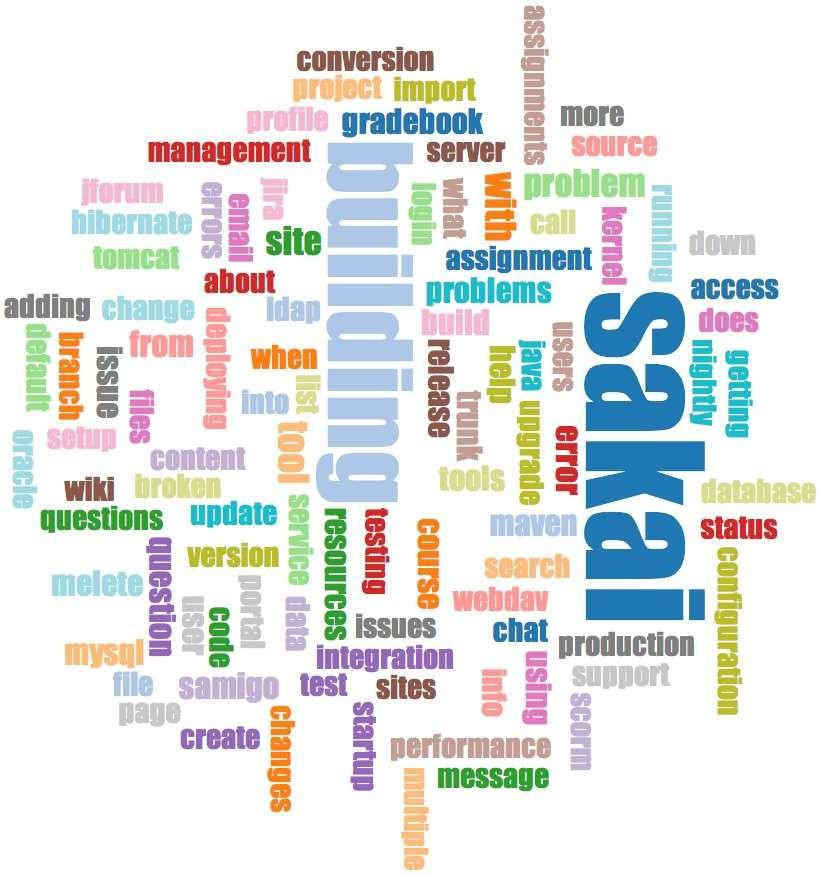 assignments
conversion
project
import
more
profile
gradebook
source
management
server
building
problem
jforum
errors
email
jira
login
what
with
call
kernel
running
hibernate
site
down
tomcat
assignment
about
problems
access
adding
change
ldap
sakai
build
does
deploying
default
branch
from
issue
when
release
help
java
users
nightly
getting
files
into
list
trunk
upgrade
setup
tool
error
oracle
content
tools
wiki
broken
database
questions
update
service
resources
testing
course
maven
status
question
version
search
configuration
melete
portal
webdav
user
code
data
issues
chat
production
mysql
integration
using
support
file
samigo
test
sites
info
page
scorm
create
changes
startup
performance
message
multiple